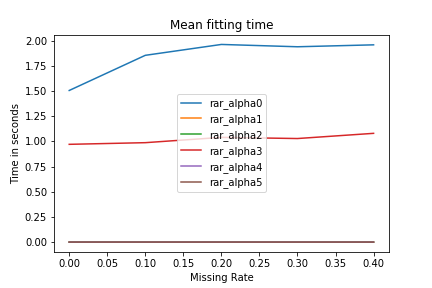 Mean fitting time
2.00
1.75
1.50
1.25
1.00
0.75
0.50
0.25
0.00
Time in seconds
rar_alpha0
rar_alpha1
rar_alpha2
rar_alpha3
rar_alpha4
rar_alpha5
0.00 0.05 0.10 0.15 0.20 0.25 0.30 0.35 0.40
Missing Rate